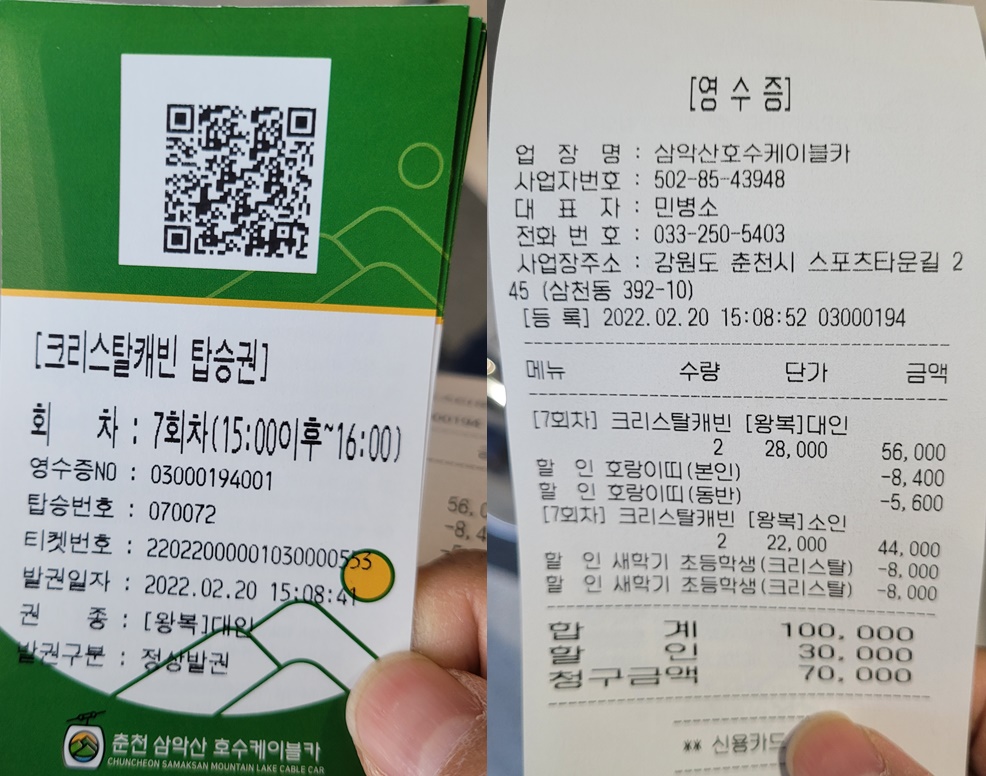 [크리스탈캐빈 탑승권]
회 차 : 7회차(15:00이후~16:00)
영수증NO : 03000194001
탑승번호 : 070072
티켓번호 : 22022000001030000553
발권일자 : 2022.02.20 15:08:41
권 종 : [왕복]대인
발권구분 : 정상발권
춘천 삼악산 호수케이블카
CHUNCHEON SAMAKSAN MOUNTAIN LAKE CABLE CAR
[영 수 증]
업 장 명 : 삼악산호수케이블카
사업자번호 : 502-85-43948
대 표 자 : 민병소
전화 번 호 : 033-250-5403
사업장주소 : 강원도 춘천시 스포츠타운길 2
45 (삼천동 392-10)
[등 록] 2022.02.20 15:08:52 03000194
메뉴 수량 단가 금액
[7회차] 크리스탈캐빈 [왕복]대인
2 28,000 56,000
할 인 호랑이띠(본인) -8,400
할 인 호랑이띠(동반) -5,600
[7회차] 크리스탈캐빈 [왕복]소인
2 22,000 44,000
할 인 새학기 초등학생(크리스탈) -8,000
할 인 새학기 초등학생(크리스탈) -8,000
합 계 100,000
할 인 30,000
청구금액 70,000
** 신용카드